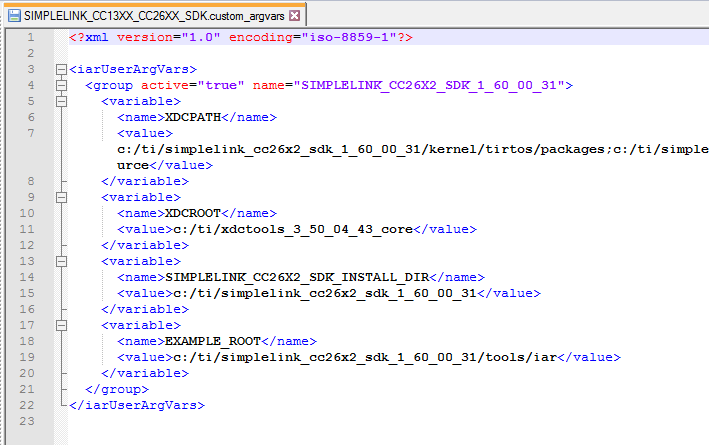 SIMPLELINK_CC13XX_CC26XX_SDK.custom_argvars
1 <?xml version="1.0" encoding="iso-8859-1"?>
2
3 <iarUserArgVars>
4 <group active="true" name="SIMPLELINK_CC26X2_SDK_1_60_00_31">
5 <variable>
6 <name>XDCPATH</name>
7 <value>
c:/ti/simplelink_cc26x2_sdk_1_60_00_31/kernel/tirtos/packages;c:/ti/simple
urce</value>
8 </variable>
9 <variable>
10 <name>XDCROOT</name>
11 <value>c:/ti/xdctools_3_50_04_43_core</value>
12 </variable>
13 <variable>
14 <name>SIMPLELINK_CC26X2_SDK_INSTALL_DIR</name>
15 <value>c:/ti/simplelink_cc26x2_sdk_1_60_00_31</value>
16 </variable>
17 <variable>
18 <name>EXAMPLE_ROOT</name>
19 <value>c:/ti/simplelink_cc26x2_sdk_1_60_00_31/tools/iar</value>
20 </variable>
21 </group>
22 </iarUserArgVars>
23